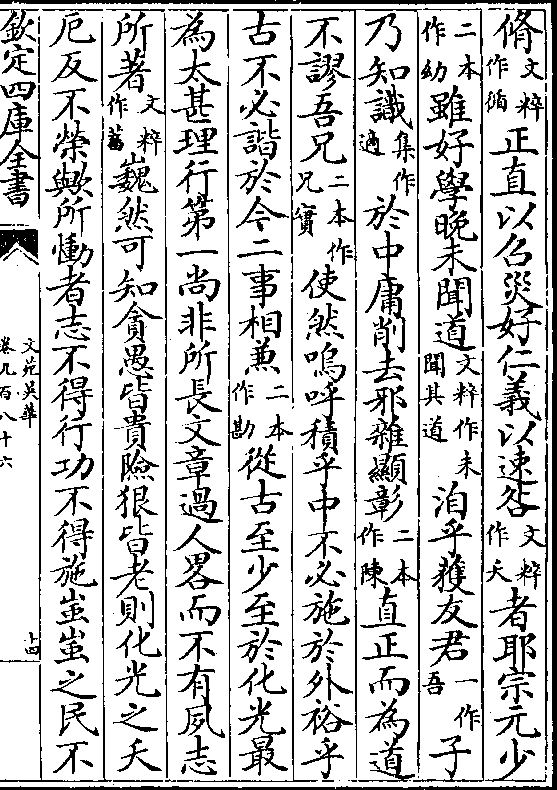 脩文粹作循正直以召災好仁義以速咎文粹作夭者耶宗元少
二本作幼雖好學晚未聞道文粹作未聞其道洎乎獲友君一作吾子
乃知識集作適於中庸削去邪雜顯彰二本作陳直正而為道
不謬吾兄二本作兄實使然嗚呼積乎中不必施於外裕乎
古不必諧於今二事相兼二本作勘從古至少至於化光最
為太甚理行第一尚非所長文章過人畧而不有夙志
所著文粹作蓄巍然可知貪愚皆貴險狠皆老則化光之夭
厄反不榮歟所慟者志不得行功不得施蚩蚩之民不
欽定四庫全書
文苑英華
卷九百八十六
十四